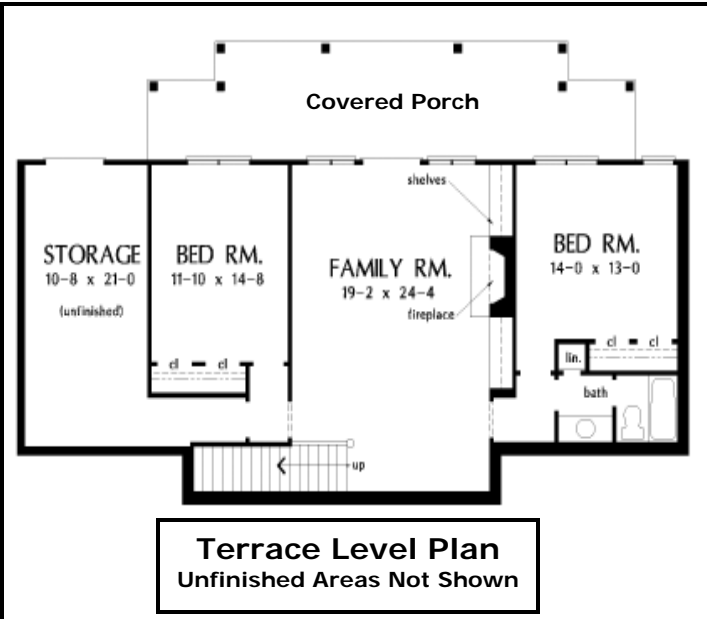 Covered Porch
shelves
STORAGE
10-8 x 21-0
(unfinished)
BED RM.
11-10 x 14-8
FAMILY RM.
19-2 x 24-4
fireplace
BED RM.
14-0 x 13-0
cl cl
cl cl
lin.
bath
up
Terrace Level Plan
Unfinished Areas Not Shown